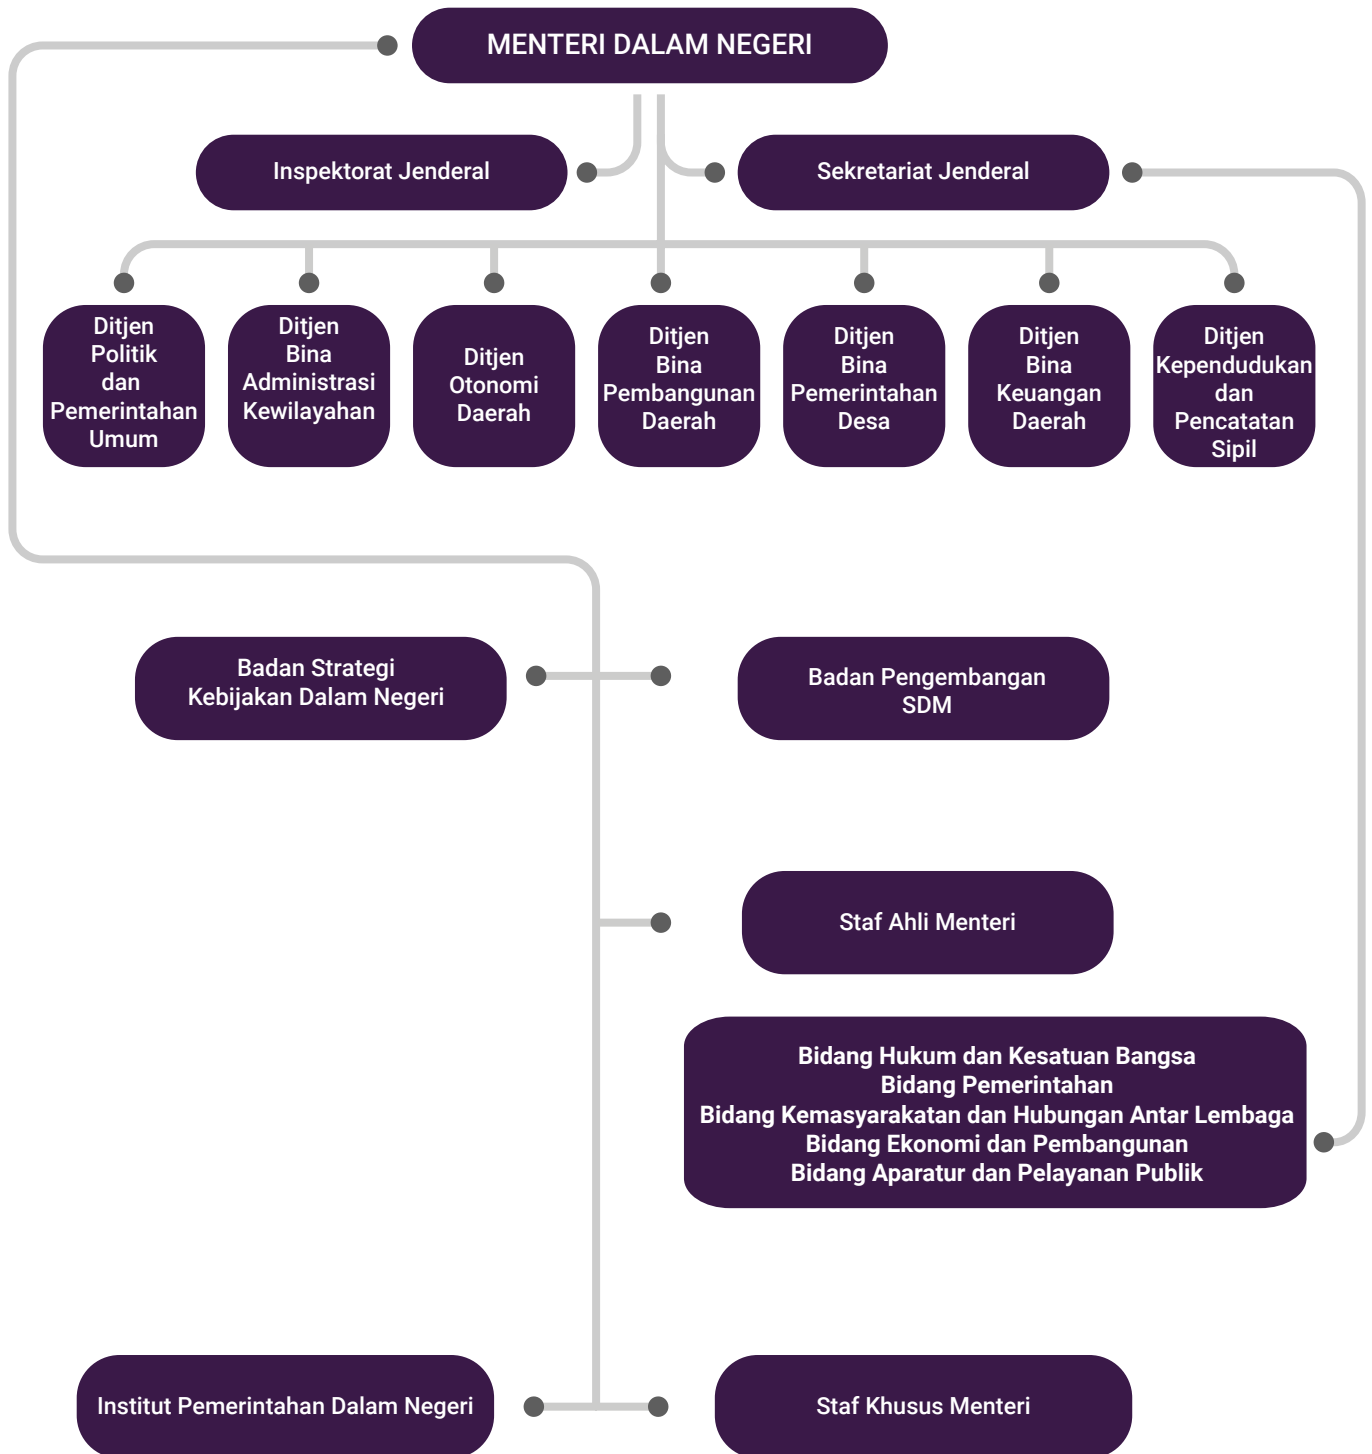 MENTERI DALAM NEGERI
Inspektorat Jenderal
Sekretariat Jenderal
Ditjen
Politik
dan
Pemerintahan
Umum
Ditjen
Bina
Administrasi
Kewilayahan
Ditjen
Otonomi
Daerah
Ditjen
Bina
Pembangunan
Daerah
Ditjen
Bina
Pemerintahan
Desa
Ditjen
Bina
Keuangan
Daerah
Ditjen
Kependudukan
dan
Pencatatan
Sipil
Badan Strategi
Kebijakan Dalam Negeri
Badan Pengembangan
SDM
Staf Ahli Menteri
Bidang Hukum dan Kesatuan Bangsa
Bidang Pemerintahan
Bidang Kemasyarakatan dan Hubungan Antar Lembaga
Bidang Ekonomi dan Pembangunan
Bidang Aparatur dan Pelayanan Publik
Institut Pemerintahan Dalam Negeri
Staf Khusus Menteri